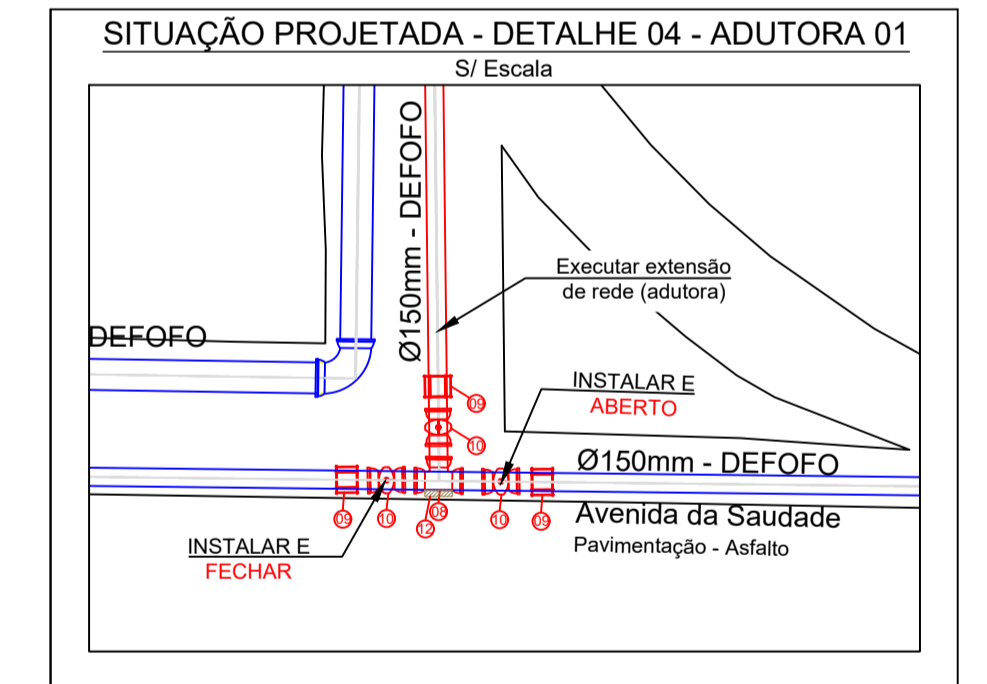 SITUAÇÃO PROJETADA - DETALHE 04 - ADUTORA 01
S/ Escala
Ø150mm - DEFOFO
Executar extensão
de rede (adutora)
DEFOFO
INSTALAR E
ABERTO
09
10
Ø150mm - DEFOFO
09
10
12
08
10
09
Avenida da Saudade
Pavimentação - Asfalto
INSTALAR E
FECHAR